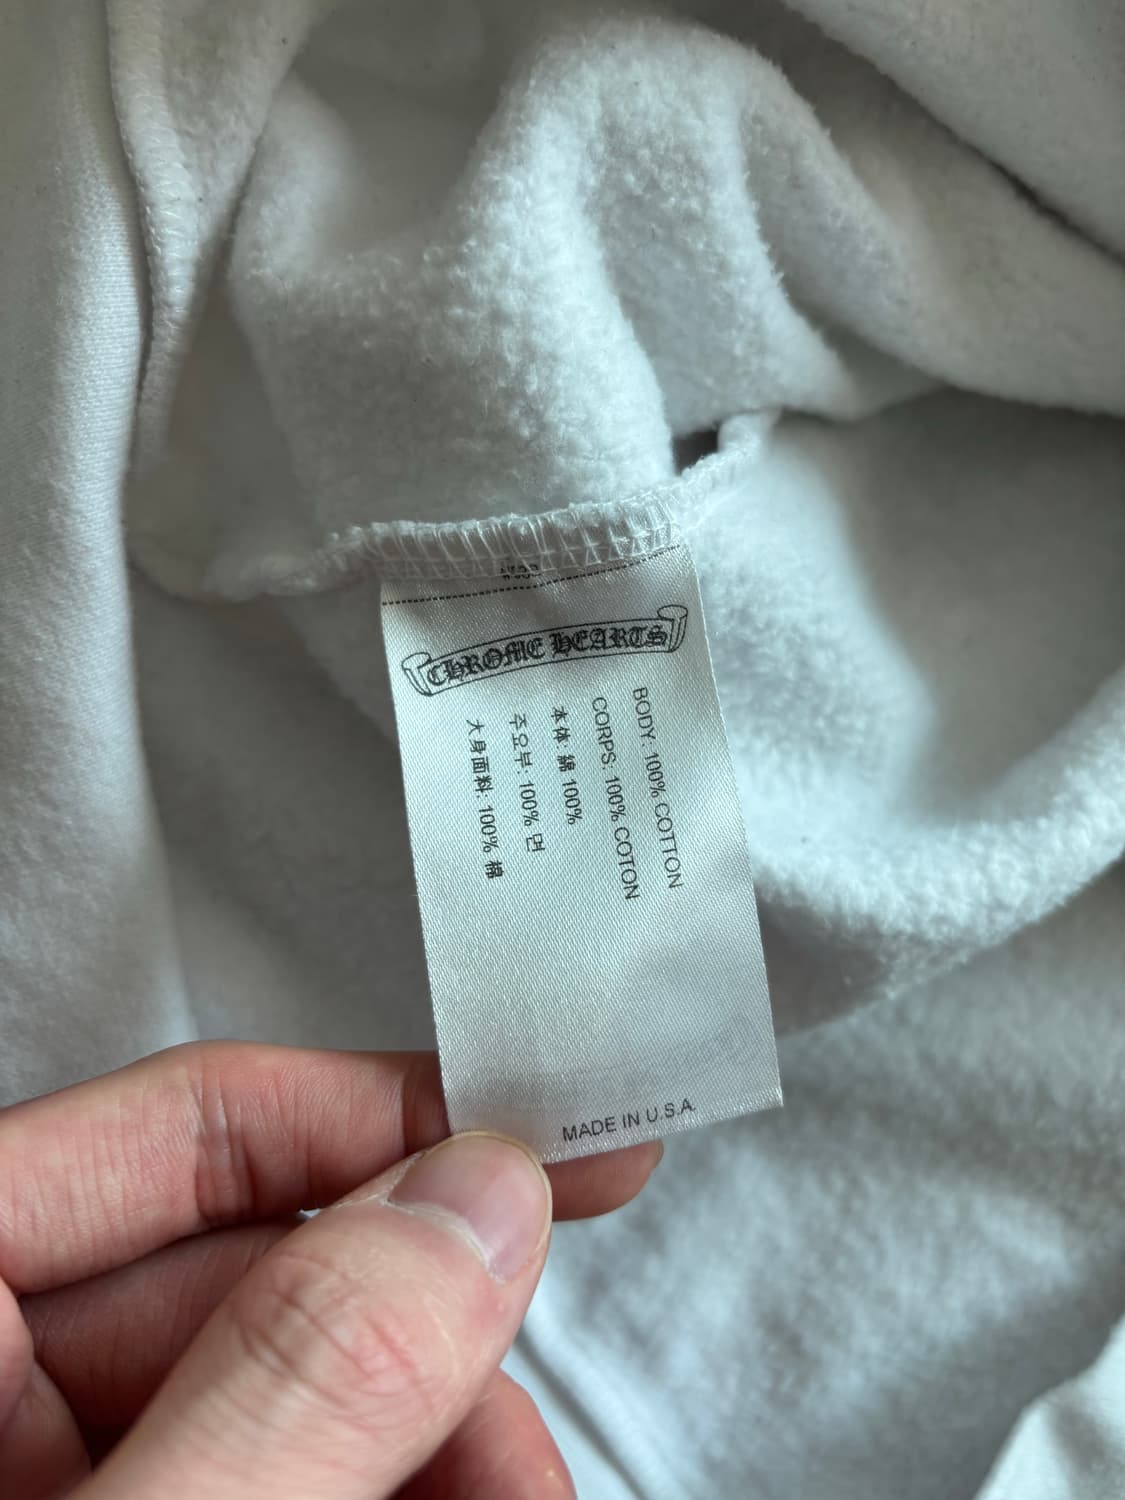 CHROME HEARTS
BODY: 100% COTTON
CORPS: 100% COTON
本体: 綿 100%
주요부: 100% 면
大身面料: 100% 棉
MADE IN U.S.A.